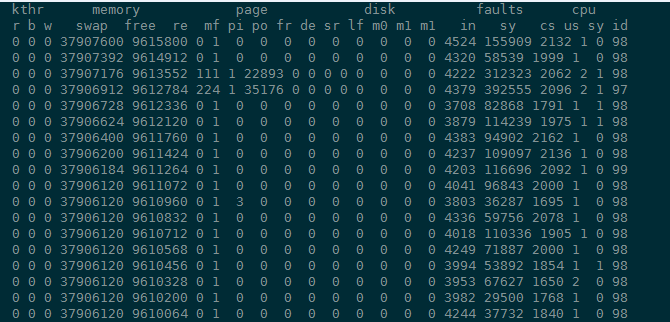 kthr memory page disk faults cpu
r b w swap free re mf pi po fr de sr lf m0 m1 m1 in sy cs us sy id
0 0 0 37907600 9615800 0 1 0 0 0 0 0 0 0 0 0 4524 155909 2132 1 0 98
0 0 0 37907392 9614912 0 1 0 0 0 0 0 0 0 0 0 4320 58539 1999 1 0 98
0 0 0 37907176 9613552 111 1 22893 0 0 0 0 0 0 0 0 4222 312323 2062 2 1 98
0 0 0 37906912 9612784 224 1 35176 0 0 0 0 0 0 0 0 4379 392555 2096 2 1 97
0 0 0 37906728 9612336 0 1 0 0 0 0 0 0 0 0 0 3708 82868 1791 1 1 98
0 0 0 37906624 9612120 0 1 0 0 0 0 0 0 0 0 0 3879 114239 1975 1 1 98
0 0 0 37906400 9611760 0 1 0 0 0 0 0 0 0 0 0 4383 94902 2162 1 0 98
0 0 0 37906200 9611424 0 1 0 0 0 0 0 0 0 0 0 4237 109097 2136 1 0 98
0 0 0 37906184 9611264 0 1 0 0 0 0 0 0 0 0 0 4203 116696 2092 1 0 99
0 0 0 37906120 9611072 0 1 0 0 0 0 0 0 0 0 0 4041 96843 2000 1 0 98
0 0 0 37906120 9610960 0 1 3 0 0 0 0 0 0 0 0 3803 36287 1695 1 0 98
0 0 0 37906120 9610832 0 1 0 0 0 0 0 0 0 0 0 4336 59756 2078 1 0 98
0 0 0 37906120 9610712 0 1 0 0 0 0 0 0 0 0 0 4018 110336 1905 1 0 98
0 0 0 37906120 9610568 0 1 0 0 0 0 0 0 0 0 0 4249 71887 2000 1 0 98
0 0 0 37906120 9610456 0 1 0 0 0 0 0 0 0 0 0 3994 53892 1854 1 1 98
0 0 0 37906120 9610328 0 1 0 0 0 0 0 0 0 0 0 3953 67627 1650 2 0 98
0 0 0 37906120 9610200 0 1 0 0 0 0 0 0 0 0 0 3982 29500 1768 1 0 98
0 0 0 37906120 9610064 0 1 0 0 0 0 0 0 0 0 0 4244 37732 1840 1 0 98